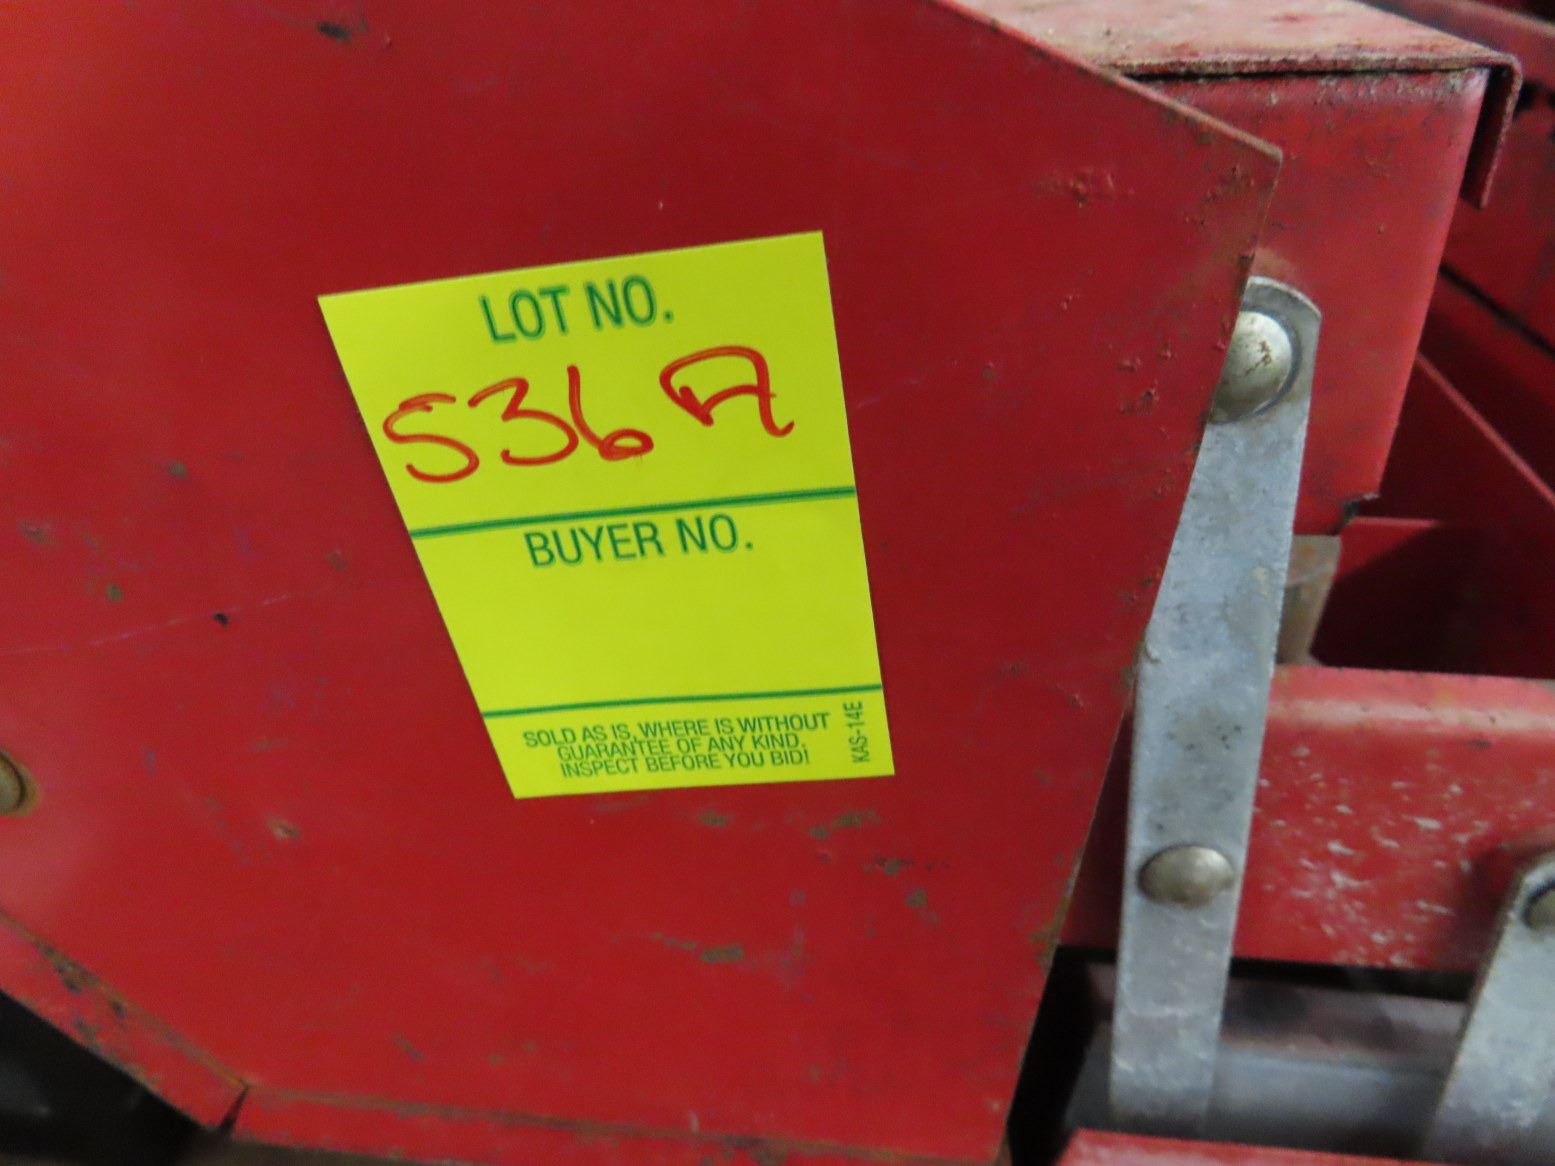 LOT NO.
536A
BUYER NO.
SOLD AS IS, WHERE IS WITHOUT
GUARANTEE OF ANY KIND.
INSPECT BEFORE YOU BID!
KAS-14E